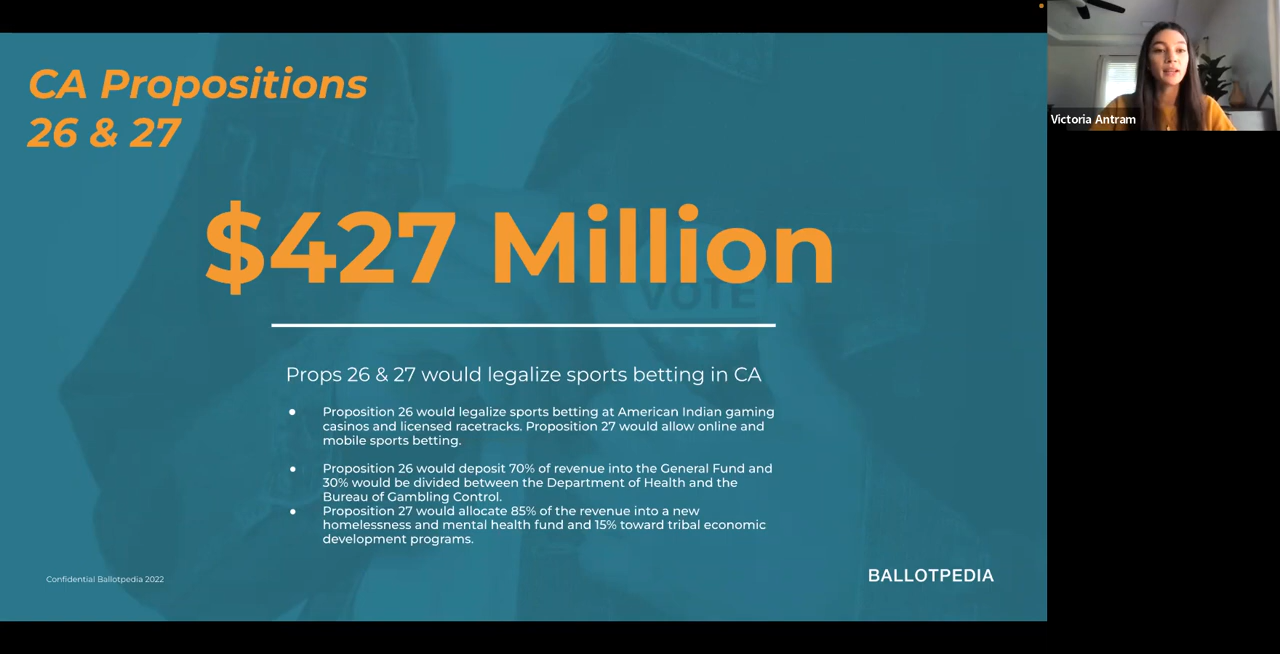 CA Propositions
26 & 27
$427 Million
VOTE
Props 26 & 27 would legalize sports betting in CA
● Proposition 26 would legalize sports betting at American Indian gaming
casinos and licensed racetracks. Proposition 27 would allow online and
mobile sports betting.
● Proposition 26 would deposit 70% of revenue into the General Fund and
30% would be divided between the Department of Health and the
Bureau of Gambling Control.
● Proposition 27 would allocate 85% of the revenue into a new
homelessness and mental health fund and 15% toward tribal economic
development programs.
Confidential Ballotpedia 2022
BALLOTPEDIA
Victoria Antram